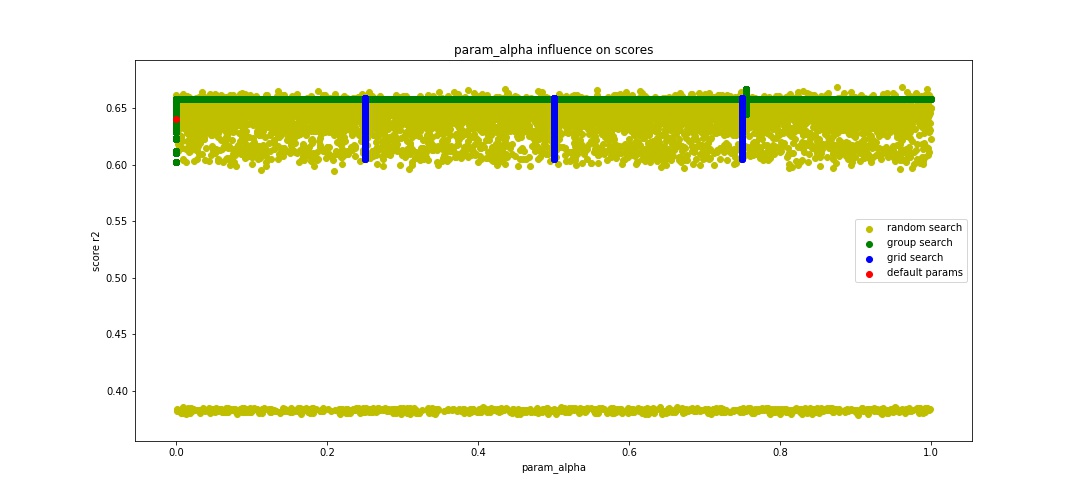 param_alpha influence on scores
score r2
0.65
0.60
0.55
0.50
0.45
0.40
random search
group search
grid search
default params
0.0 0.2 0.4 0.6 0.8 1.0
param_alpha